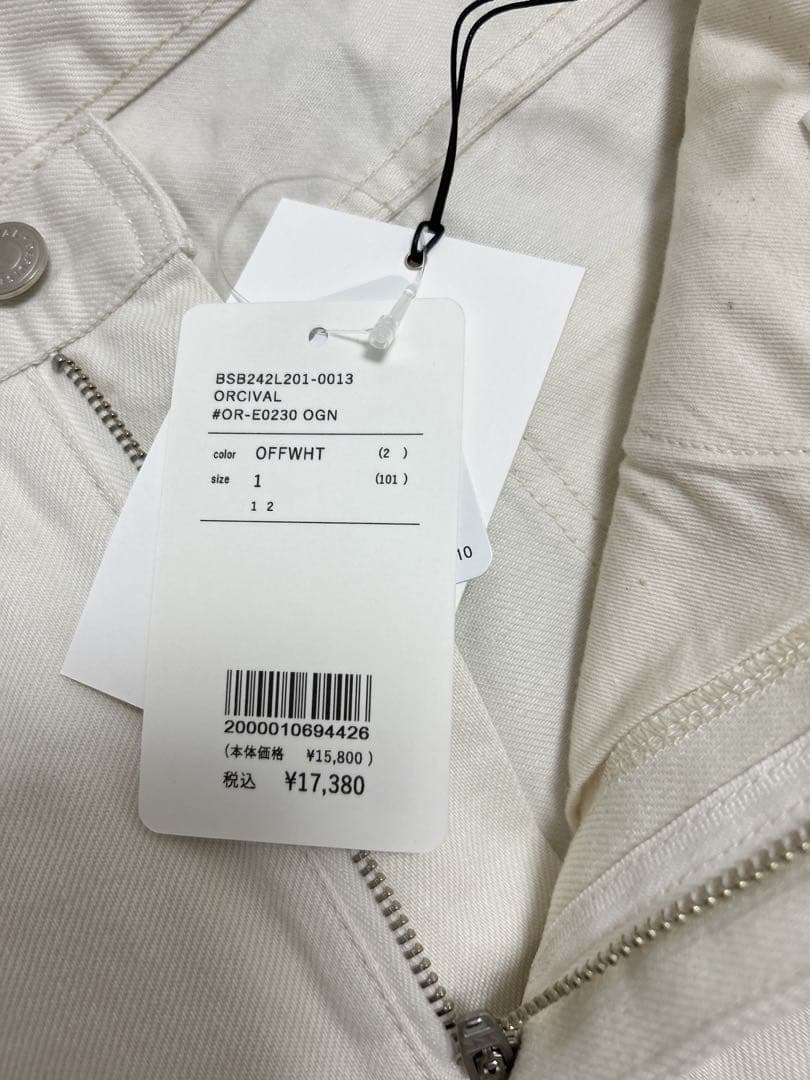 BSB242L201-0013
ORCIVAL
#OR-E0230 OGN
color OFFWHT (2 )
size 1 (101 )
1 2
10
2000010694426
(本体価格 ¥15,800 )
税込 ¥17,380